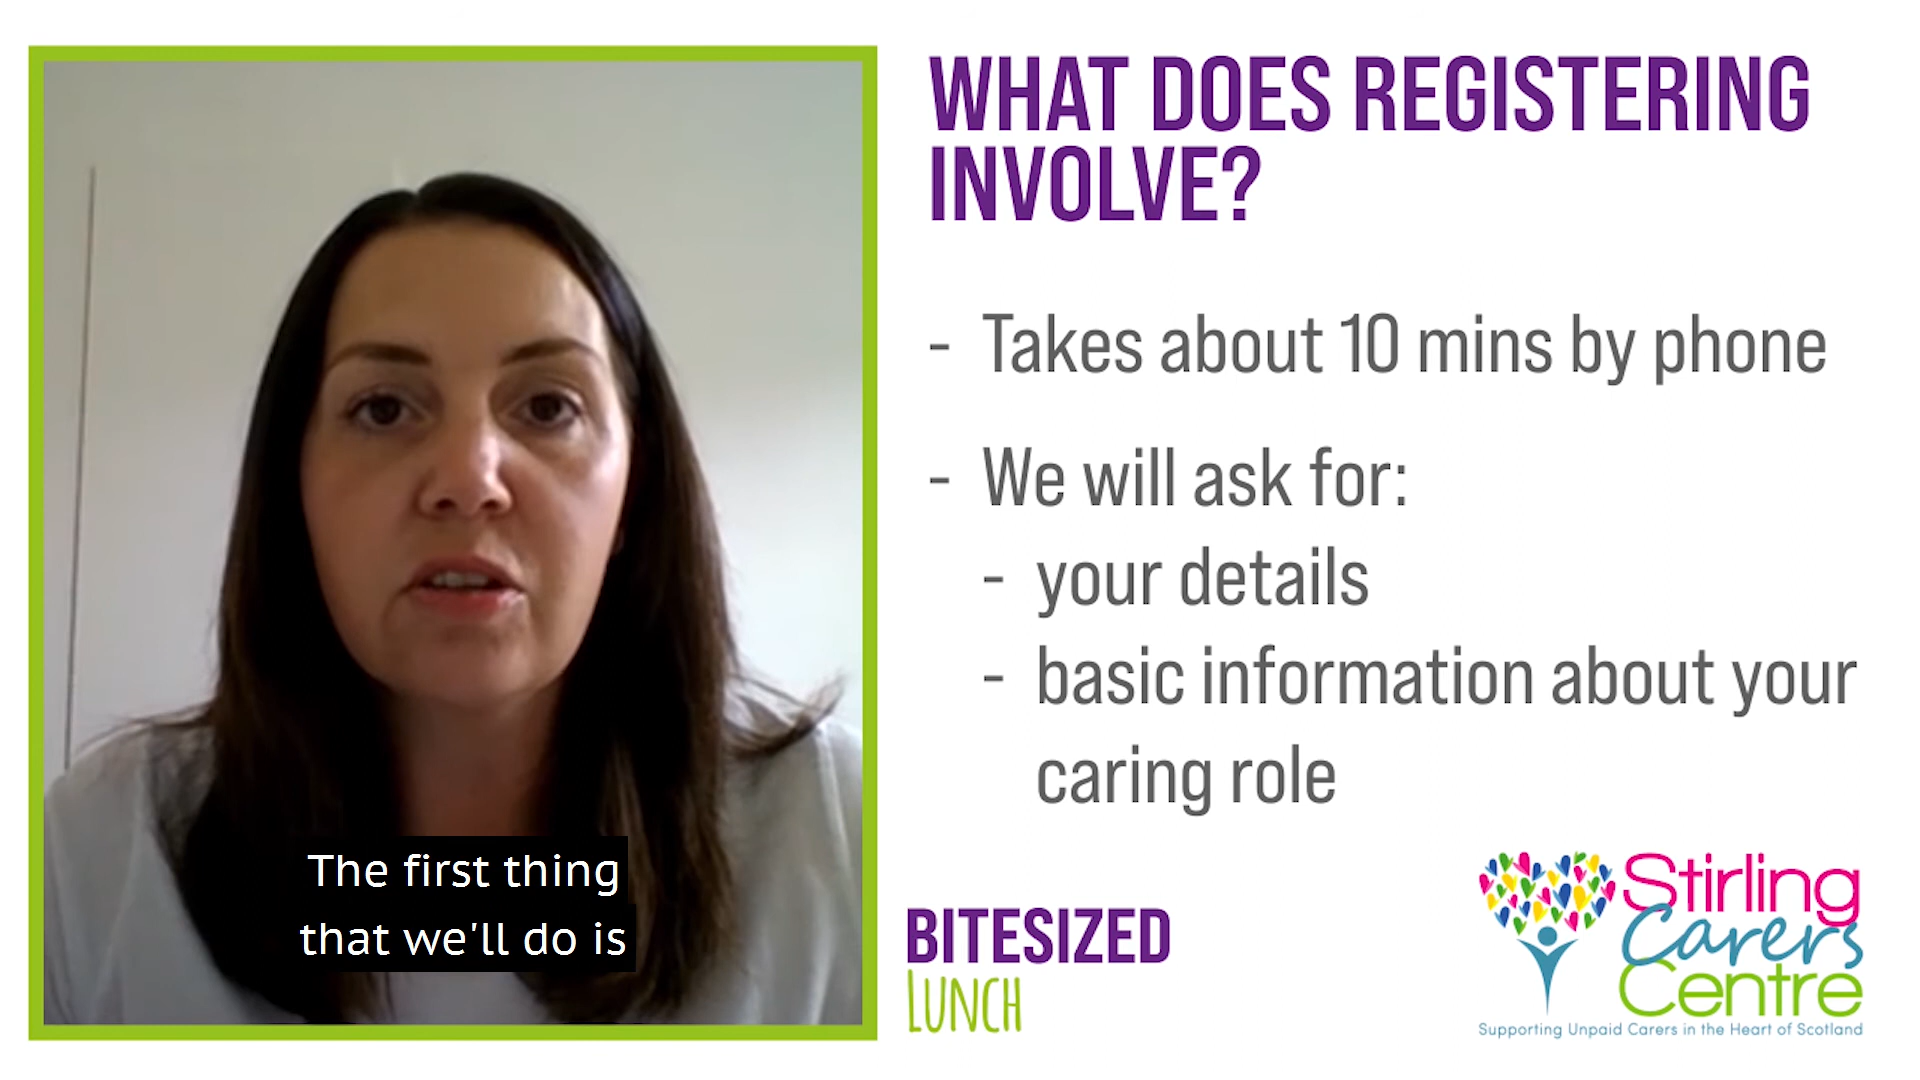 WHAT DOES REGISTERING
INVOLVE?
- Takes about 10 mins by phone
- We will ask for:
- your details
- basic information about your
caring role
The first thing
that we'll do is
BITESIZED
LUNCH
Stirling
Carers
Centre
Supporting Unpaid Carers in the Heart of Scotland